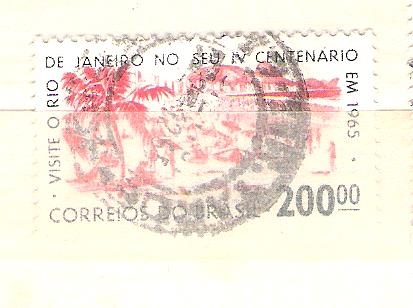 VISITE O RIO DE JANEIRO NO SEU IV CENTENARIO EM 1965
CORREIOS DO BRASIL · 200.00